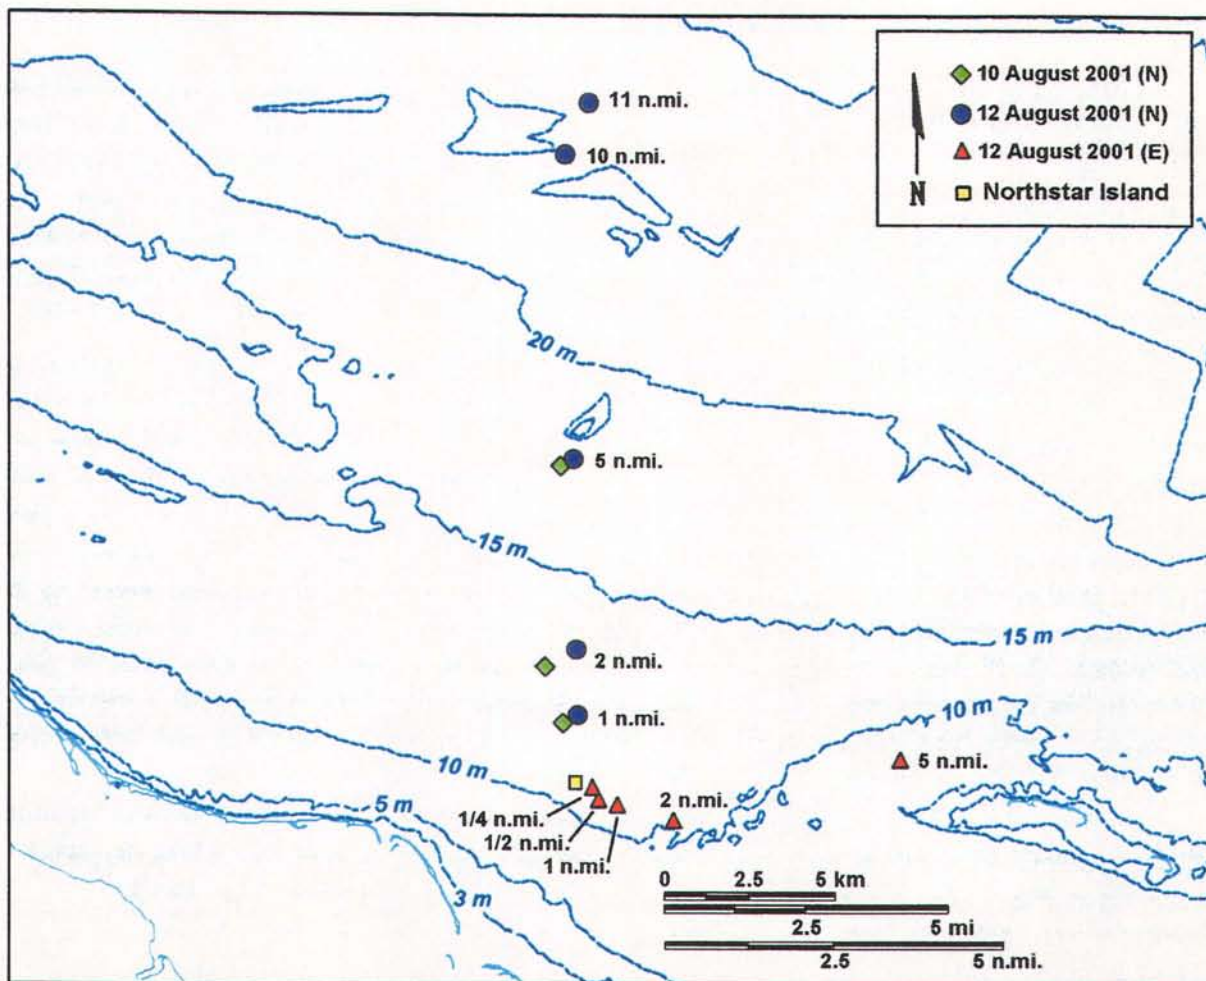 10 August 2001 (N)
12 August 2001 (N)
12 August 2001 (E)
N
Northstar Island
11 n.mi.
10 n.mi.
20 m
5 n.mi.
15 m
15 m
2 n.mi.
1 n.mi.
10 m
10 m
5 n.mi.
5 m
1/4 n.mi.
1/2 n.mi.
1 n.mi.
2 n.mi.
3 m
0 2.5 5 km
2.5 5 mi
2.5 5 n.mi.